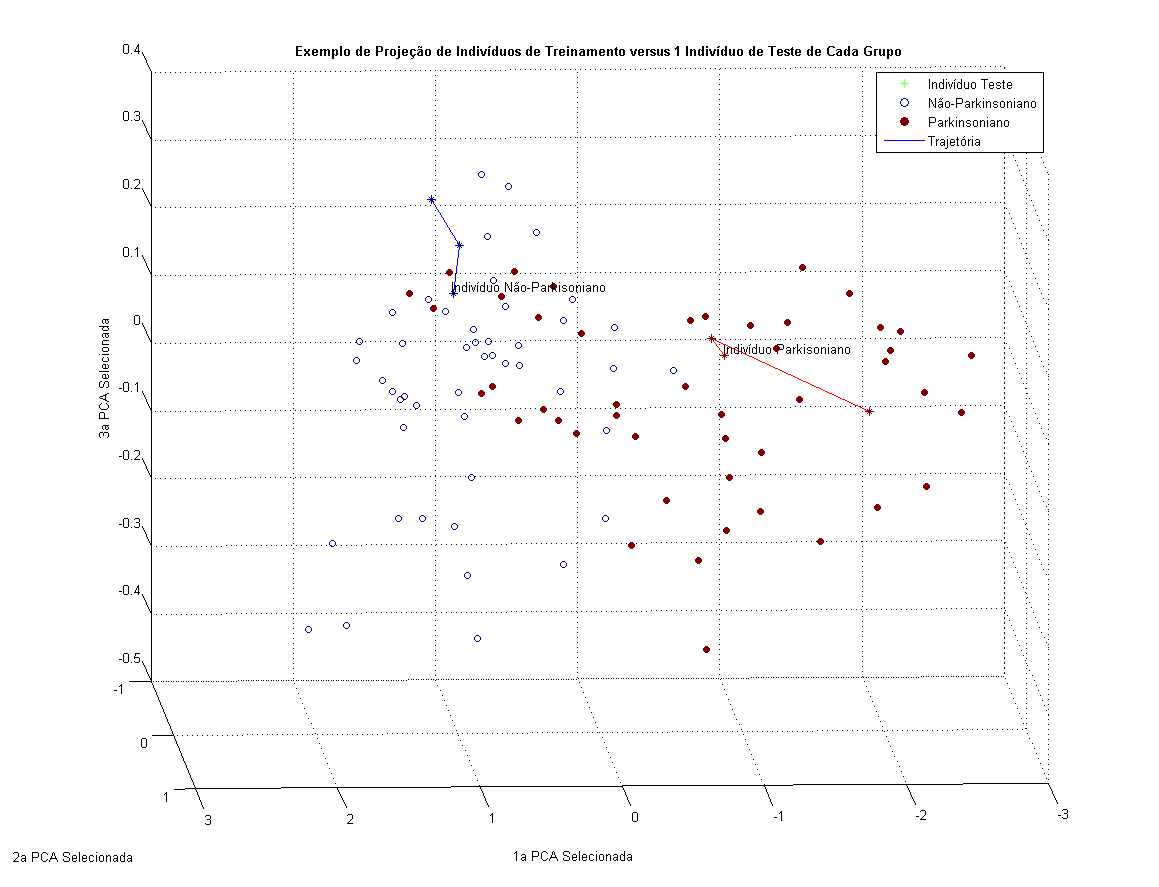 Exemplo de Projeção de Indivíduos de Treinamento versus 1 Indivíduo de Teste de Cada Grupo
Indivíduo Teste
Não-Parkinsoniano
Parkinsoniano
Trajetória
0.4
0.3
0.2
0.1
0
-0.1
-0.2
-0.3
-0.4
-0.5
3a PCA Selecionada
Indivíduo Não-Parkisoniano
Indivíduo Parkisoniano
-1
0
1
3
2
1
0
-1
-2
-3
2a PCA Selecionada
1a PCA Selecionada